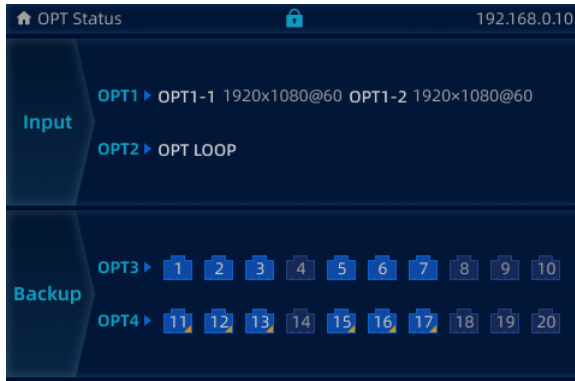 OPT Status 192.168.0.10
Input
OPT1 OPT1-1 1920x1080@60 OPT1-2 1920×1080@60
OPT2 OPT LOOP
Backup
OPT3 1 2 3 4 5 6 7 8 9 10
OPT4 11 12 13 14 15 16 17 18 19 20